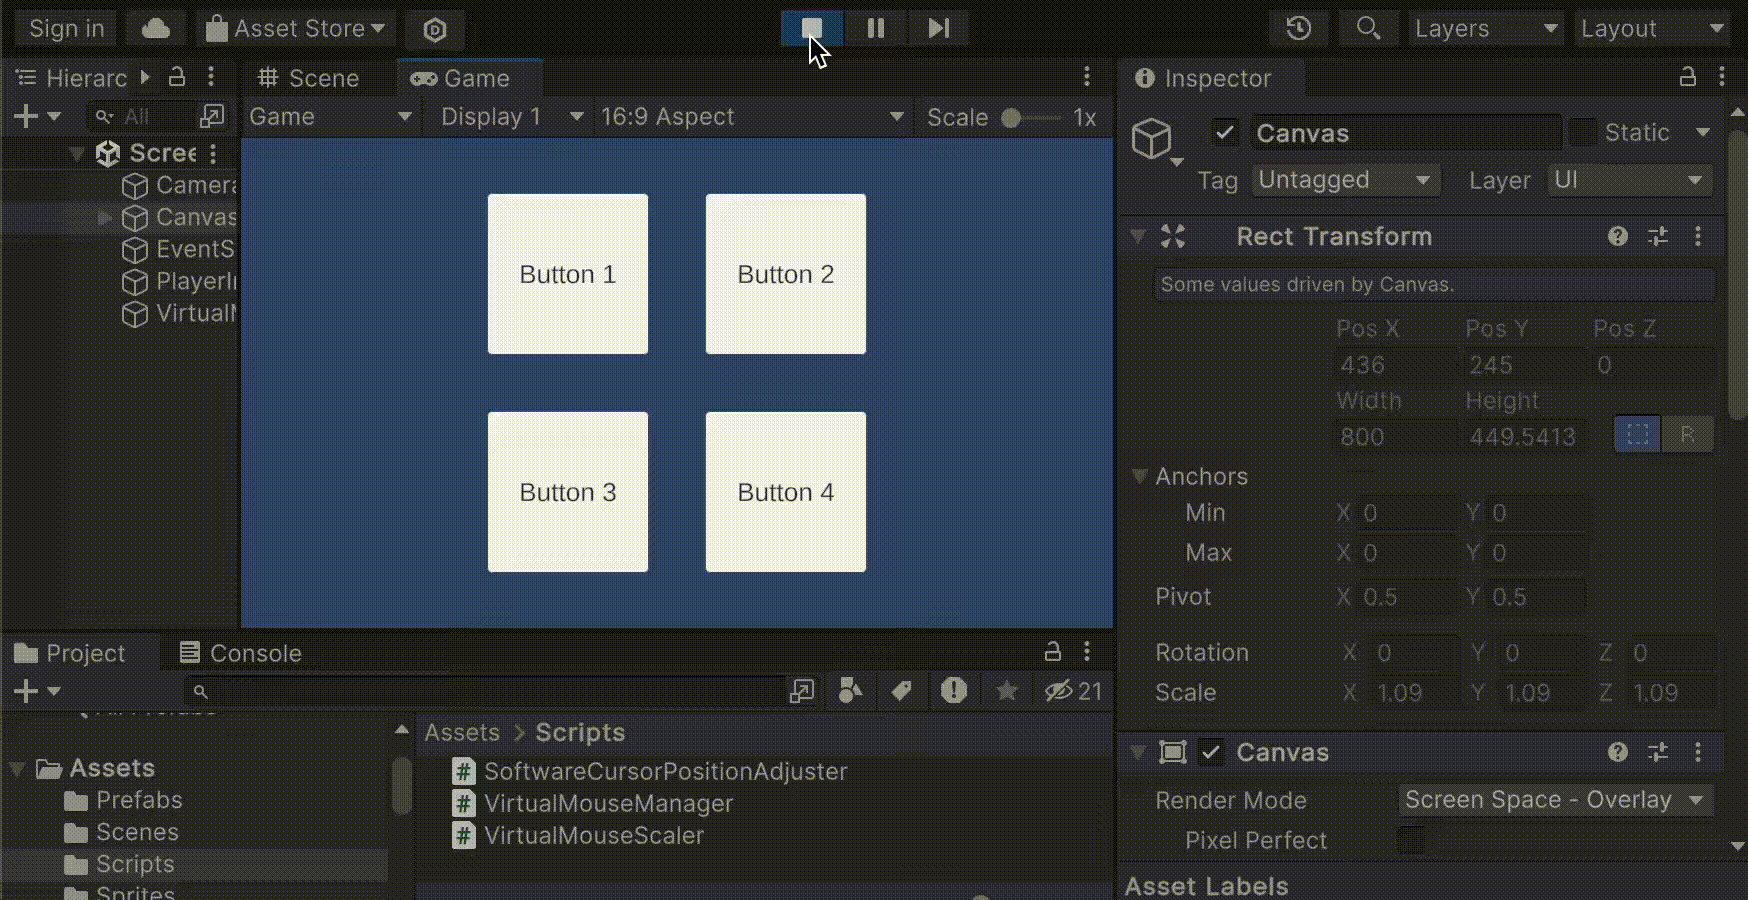 Sign in
Asset Store
Layers
Layout
Hierarc
Scene
Game
Inspector
All
Game
Display 1
16:9 Aspect
Scale
1x
Canvas
Static
Tag
Untagged
Layer
UI
Scree
Camera
Canvas
EventS
PlayerI
VirtualM
Button 1
Button 2
Button 3
Button 4
Rect Transform
Some values driven by Canvas.
Pos X
Pos Y
Pos Z
436
245
0
Width
Height
800
449.5413
R
Anchors
Min
X 0
Y 0
Max
X 0
Y 0
Pivot
X 0.5
Y 0.5
Rotation
X 0
Y 0
Z 0
Scale
X 1.09
Y 1.09
Z 1.09
Project
Console
21
Assets
Prefabs
Scenes
Scripts
Sprites
Assets > Scripts
SoftwareCursorPositionAdjuster
VirtualMouseManager
VirtualMouseScaler
Canvas
Render Mode
Screen Space - Overlay
Pixel Perfect
Asset Labels